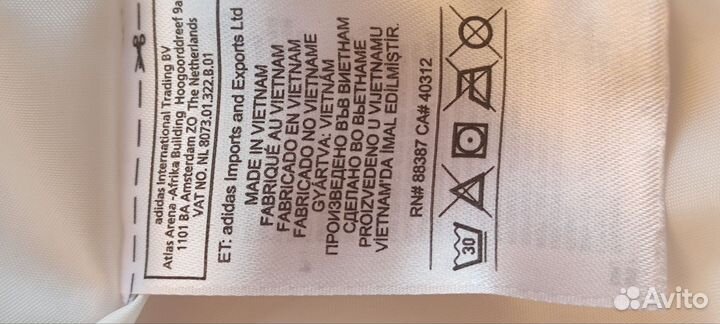 adidas International Trading BV
Atlas Arena -Afrika Building Hoogoorddreef 9a
1101 BA Amsterdam ZO The Netherlands
VAT NO. NL 8073.01.322.B.01
ET: adidas Imports and Exports Ltd
MADE IN VIETNAM
FABRIQUÉ AU VIETNAM
FABRICADO EN VIETNAM
FABRICADO NO VIETNAME
GYÁRTVA: VIETNÁM
ПРОИЗВЕДЕНО ВЪВ ВИЕТНАМ
СДЕЛАНО ВО ВЬЕТНАМЕ
PROIZVEDENO U VIJETNAMU
VİETNAM'DA IMAL EDİLMİŞTİR.
RN# 88387 CA# 40312
30
Avito